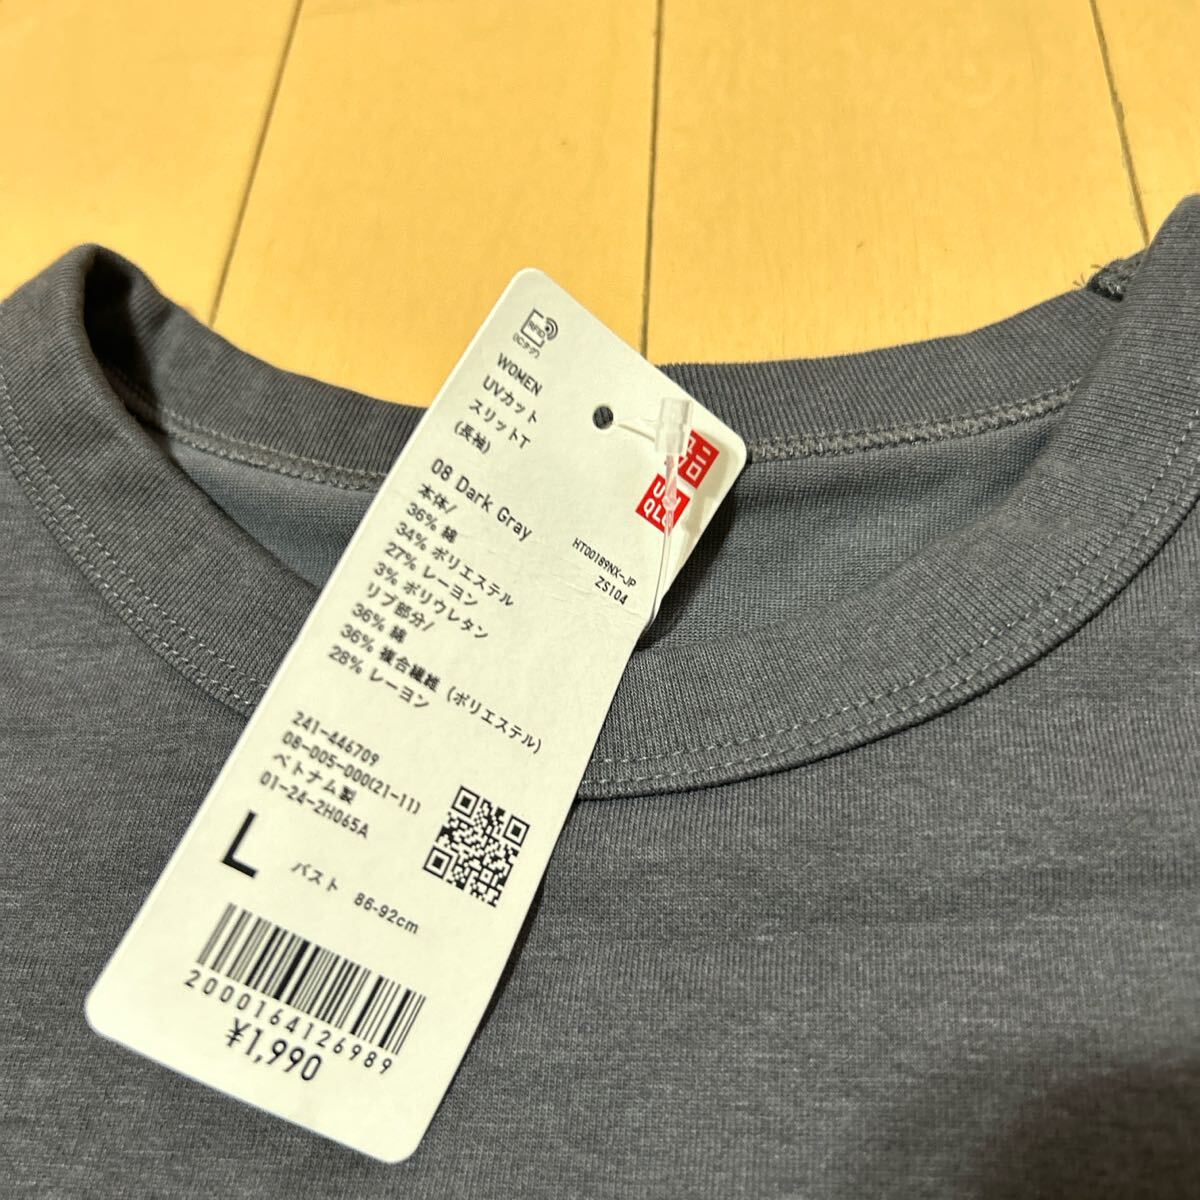 RFID
(ICタグ)
WOMEN
UVカット
スリットT
(長袖)
08 Dark Gray
本体/
36% 綿
34% ポリエステル
27% レーヨン
3% ポリウレタン
リブ部分/
36% 綿
36% 複合繊維 (ポリエステル)
28% レーヨン
HT00189NX-JP
ZS104
241-446709
08-005-000(21-11)
ベトナム製
01-24-2H065A
L バスト 86-92cm
2000164126989
¥1,990